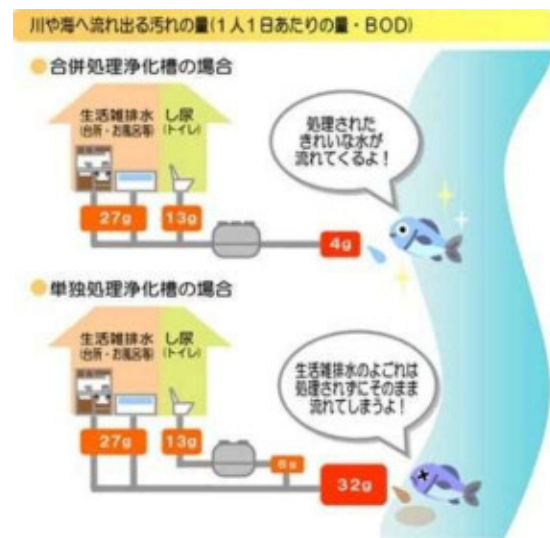 川や海へ流れ出る汚れの量(1人1日あたりの量・BOD)
●合併処理浄化槽の場合
生活雑排水 し尿
(台所・お風呂等) (トイレ)
処理された
きれいな水が
流れてくるよ!
27g 13g
4g
●単独処理浄化槽の場合
生活雑排水 し尿
(台所・お風呂等) (トイレ)
生活雑排水のよごれは
処理されずにそのまま
流れてしまうよ!
27g 13g
32g